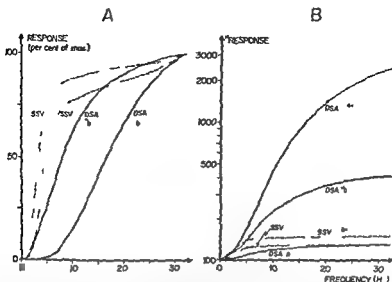 A
RESPONSE
(per cent of max.)
100
50
0
10
20
30
SSV
SSV
DSA
b
DSA
b
B
RESPONSE
3000
2000
1000
500
100
0
10
20
30
DSA
DSA
SSV
SSV
DSA
FREQUENCY (H